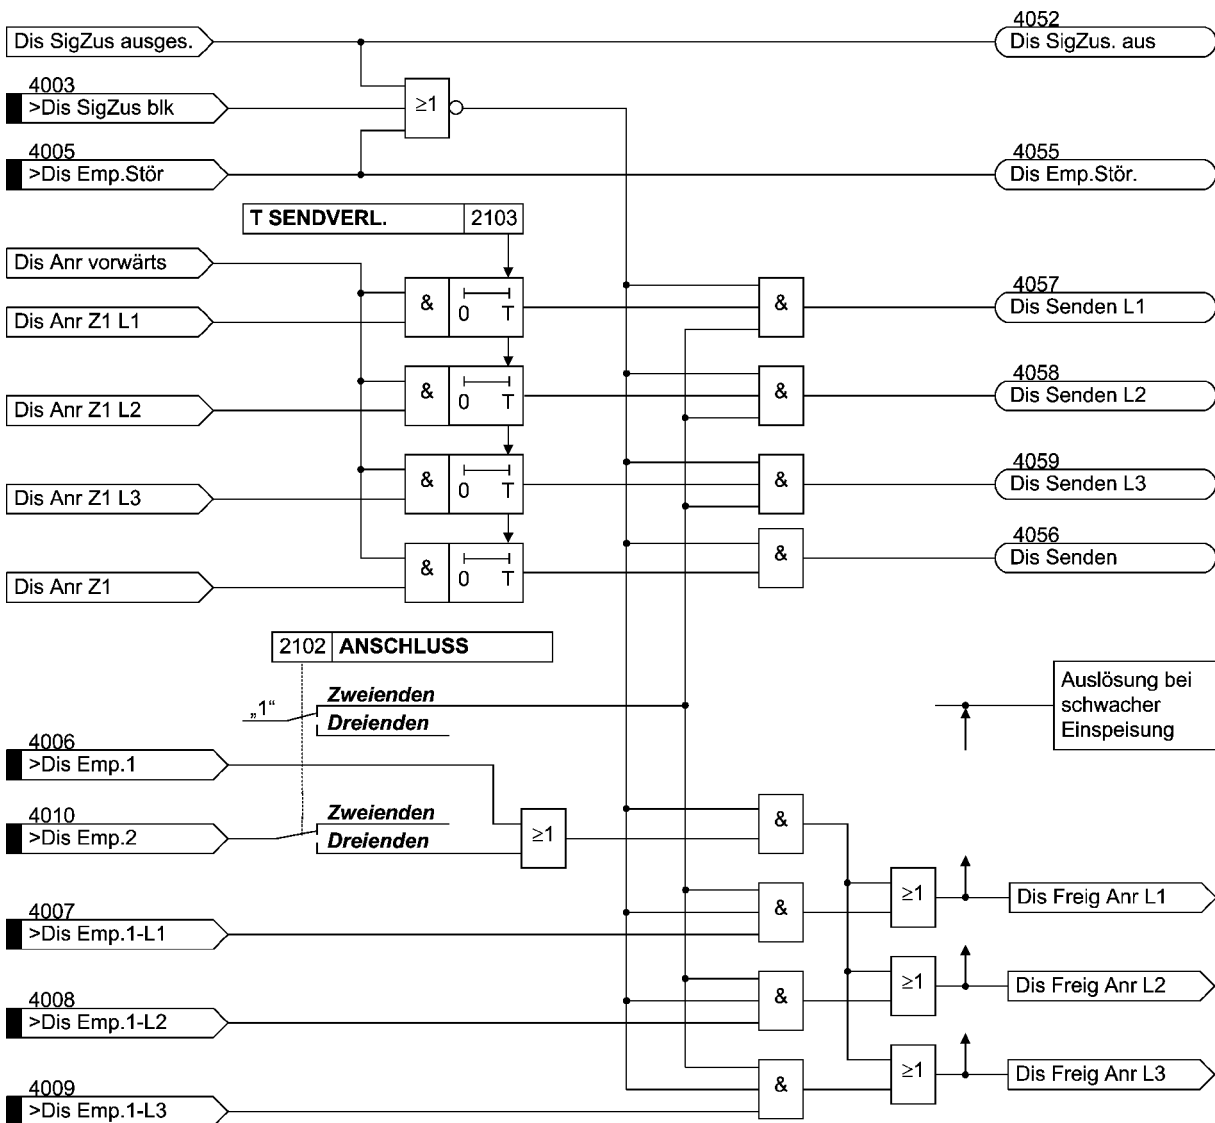 4052
Dis SigZus ausges.
Dis SigZus. aus
4003
>Dis SigZus blk
≥1
4005
>Dis Emp.Stör
4055
Dis Emp.Stör.
T SENDVERL. 2103
Dis Anr vorwärts
& 0 T
&
4057
Dis Senden L1
Dis Anr Z1 L1
& 0 T
&
4058
Dis Senden L2
Dis Anr Z1 L2
& 0 T
&
4059
Dis Senden L3
Dis Anr Z1 L3
& 0 T
&
4056
Dis Senden
Dis Anr Z1
2102 ANSCHLUSS
„1“
Zweienden
Dreienden
Auslösung bei
schwacher
Einspeisung
4006
>Dis Emp.1
4010
>Dis Emp.2
Zweienden
Dreienden
≥1
&
4007
>Dis Emp.1-L1
&
≥1
Dis Freig Anr L1
4008
>Dis Emp.1-L2
&
≥1
Dis Freig Anr L2
4009
>Dis Emp.1-L3
&
≥1
Dis Freig Anr L3